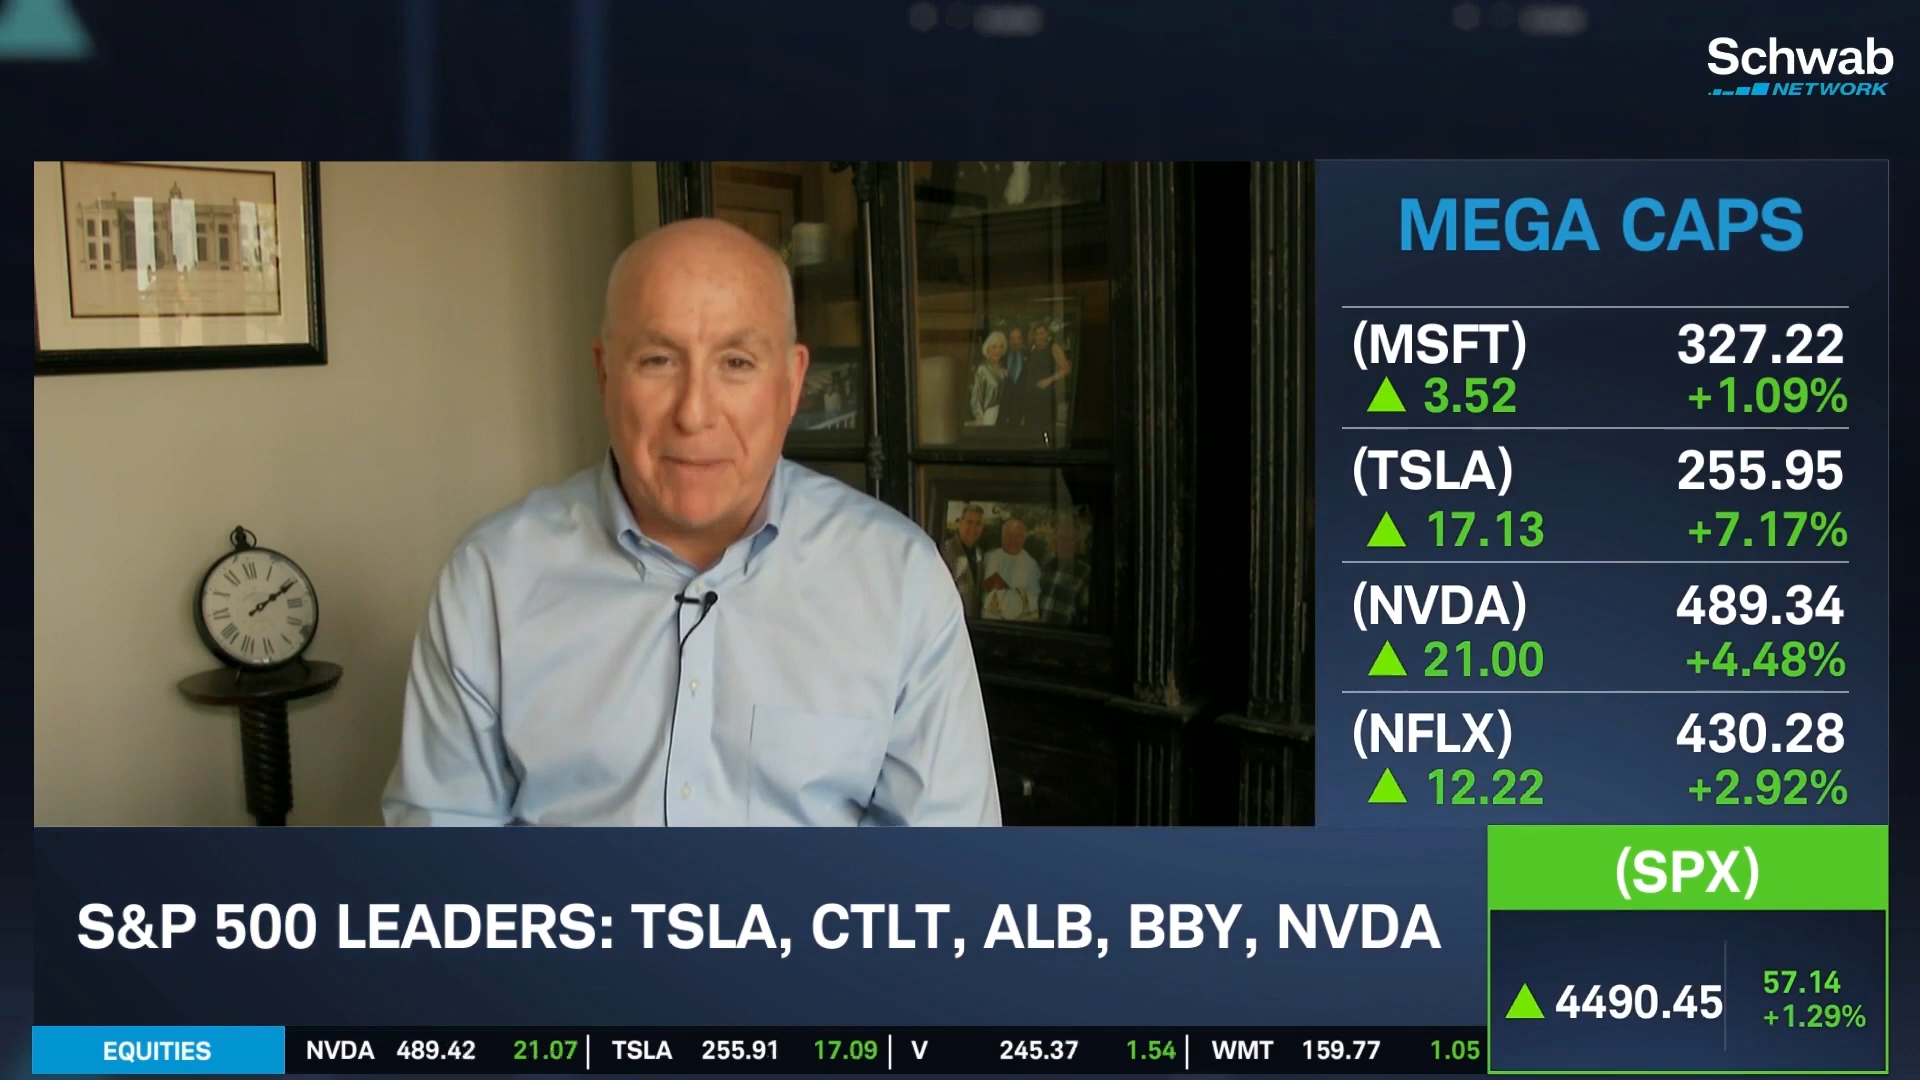 Schwab
NETWORK
MEGA CAPS
(MSFT) 327.22
▲ 3.52 +1.09%
(TSLA) 255.95
▲ 17.13 +7.17%
(NVDA) 489.34
▲ 21.00 +4.48%
(NFLX) 430.28
▲ 12.22 +2.92%
S&P 500 LEADERS: TSLA, CTLT, ALB, BBY, NVDA
(SPX)
▲ 4490.45
57.14
+1.29%
EQUITIES NVDA 489.42 21.07 | TSLA 255.91 17.09 | V 245.37 1.54 | WMT 159.77 1.05